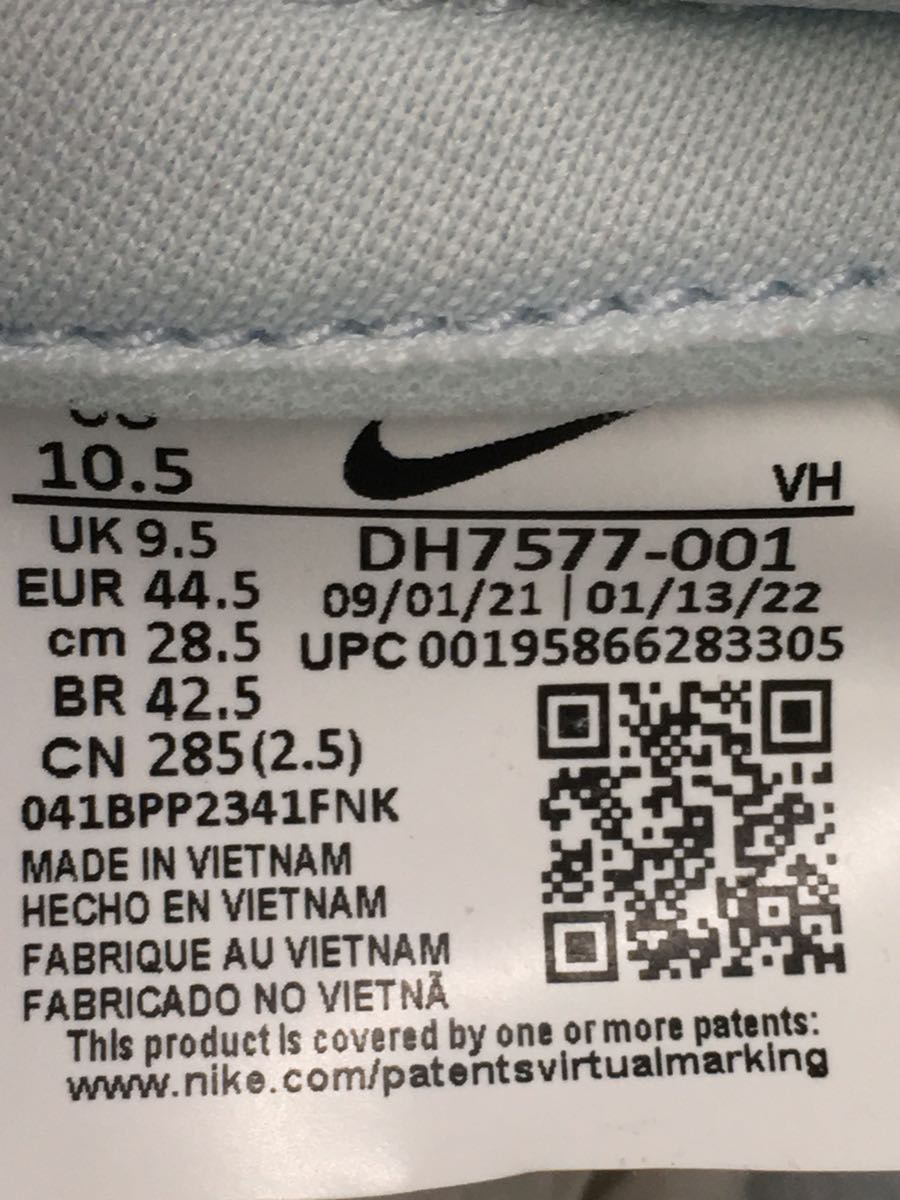 10.5
VH
UK 9.5
DH7577-001
EUR 44.5
09/01/21 | 01/13/22
cm 28.5
UPC 00195866283305
BR 42.5
CN 285(2.5)
041BPP2341FNK
MADE IN VIETNAM
HECHO EN VIETNAM
FABRIQUE AU VIETNAM
FABRICADO NO VIETNÃ
This product is covered by one or more patents:
www.nike.com/patentsvirtualmarking